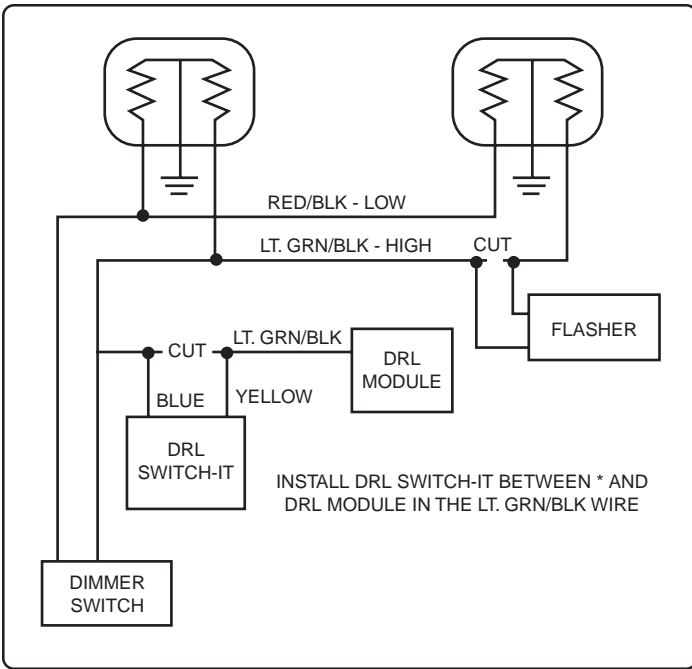 RED/BLK - LOW
LT. GRN/BLK - HIGH
CUT
FLASHER
CUT
LT. GRN/BLK
DRL
MODULE
BLUE
YELLOW
DRL
SWITCH-IT
INSTALL DRL SWITCH-IT BETWEEN * AND
DRL MODULE IN THE LT. GRN/BLK WIRE
DIMMER
SWITCH